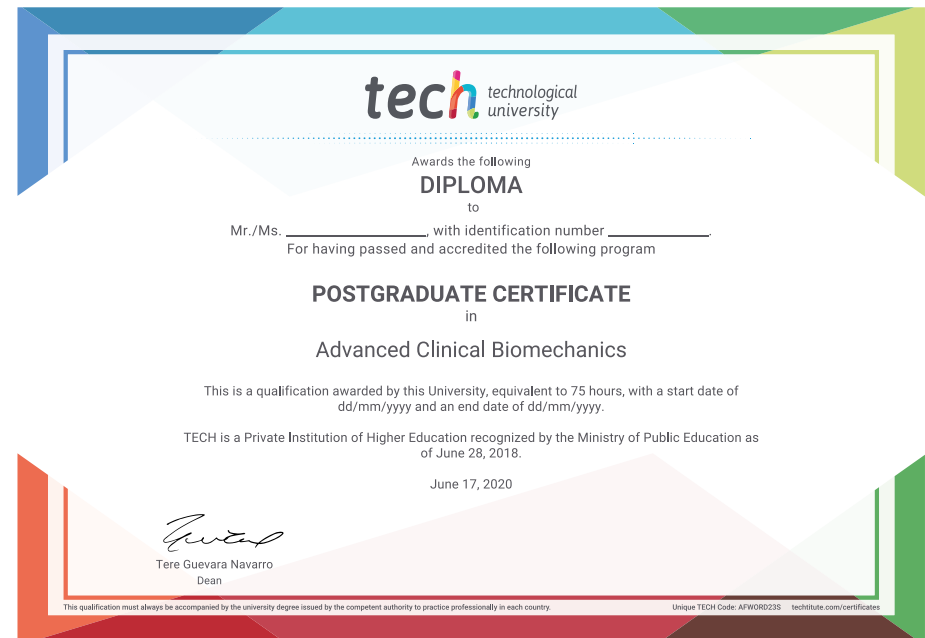 tech technological
university
Awards the following
DIPLOMA
to
Mr./Ms. ____________________, with identification number ______________.
For having passed and accredited the following program
POSTGRADUATE CERTIFICATE
in
Advanced Clinical Biomechanics
This is a qualification awarded by this University, equivalent to 75 hours, with a start date of
dd/mm/yyyy and an end date of dd/mm/yyyy.
TECH is a Private Institution of Higher Education recognized by the Ministry of Public Education as
of June 28, 2018.
June 17, 2020
Tere Guevara Navarro
Dean
This qualification must always be accompanied by the university degree issued by the competent authority to practice professionally in each country.
Unique TECH Code: AFWORD23S techtitute.com/certificates